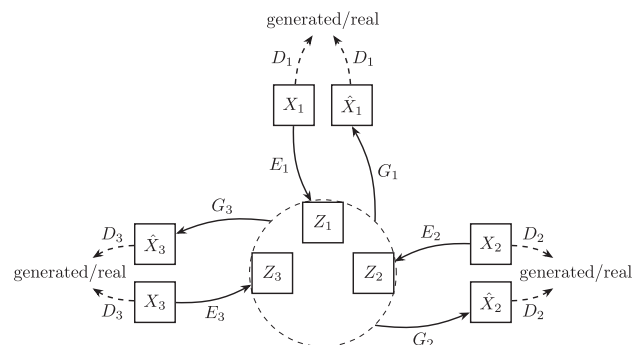 generated/real
D₁ D₁
X₁ X̂₁
E₁ G₁
G₃ Z₁ E₂
D₃ X̂₃ X₂ D₂
generated/real Z₃ Z₂ generated/real
D₃ X₃ E₃ X̂₂ D₂
G₂